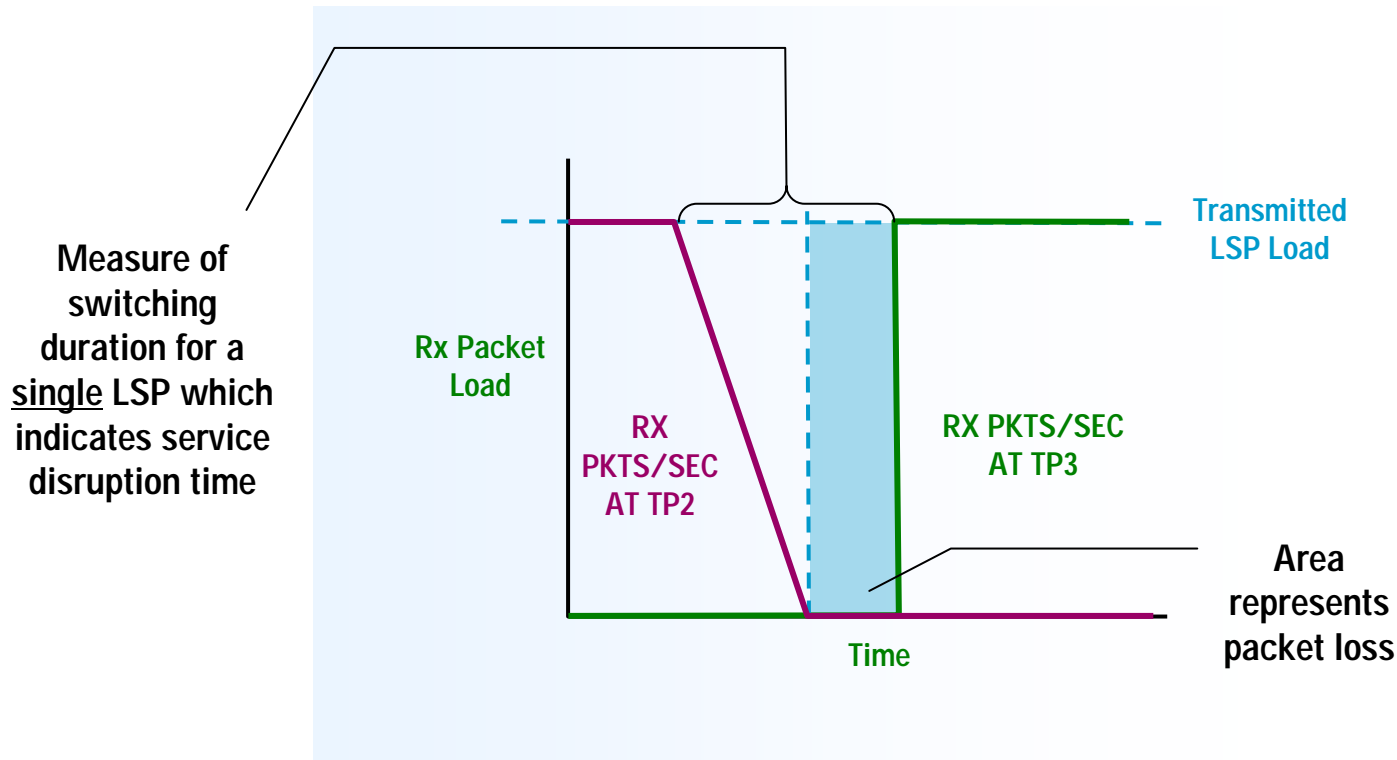 Measure of
switching
duration for a
single LSP which
indicates service
disruption time
Transmitted
LSP Load
Rx Packet
Load
RX
PKTS/SEC
AT TP2
RX PKTS/SEC
AT TP3
Area
represents
packet loss
Time